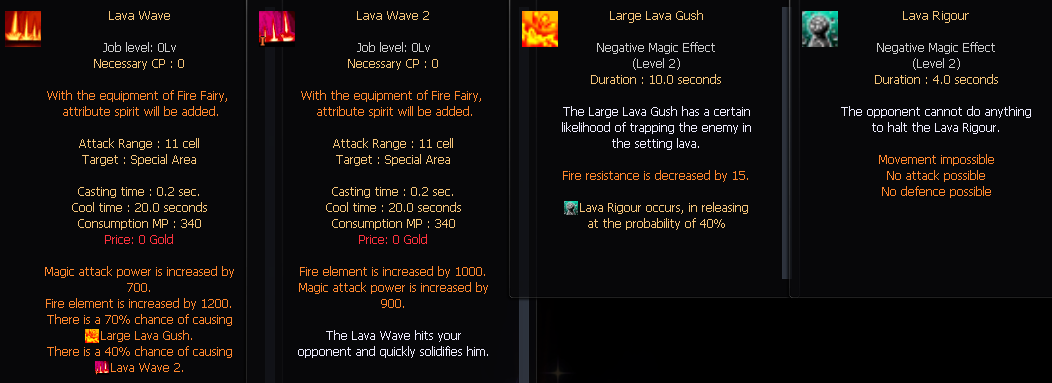 Lava Wave
Job level: 0Lv
Necessary CP : 0
With the equipment of Fire Fairy,
attribute spirit will be added.
Attack Range : 11 cell
Target : Special Area
Casting time : 0.2 sec.
Cool time : 20.0 seconds
Consumption MP : 340
Price: 0 Gold
Magic attack power is increased by
700.
Fire element is increased by 1200.
There is a 70% chance of causing
Large Lava Gush.
There is a 40% chance of causing
Lava Wave 2.
Lava Wave 2
Job level: 0Lv
Necessary CP : 0
With the equipment of Fire Fairy,
attribute spirit will be added.
Attack Range : 11 cell
Target : Special Area
Casting time : 0.2 sec.
Cool time : 20.0 seconds
Consumption MP : 340
Price: 0 Gold
Fire element is increased by 1000.
Magic attack power is increased by
900.
The Lava Wave hits your
opponent and quickly solidifies him.
Large Lava Gush
Negative Magic Effect
(Level 2)
Duration : 10.0 seconds
The Large Lava Gush has a certain
likelihood of trapping the enemy in
the setting lava.
Fire resistance is decreased by 15.
Lava Rigour occurs, in releasing
at the probability of 40%
Lava Rigour
Negative Magic Effect
(Level 2)
Duration : 4.0 seconds
The opponent cannot do anything
to halt the Lava Rigour.
Movement impossible
No attack possible
No defence possible